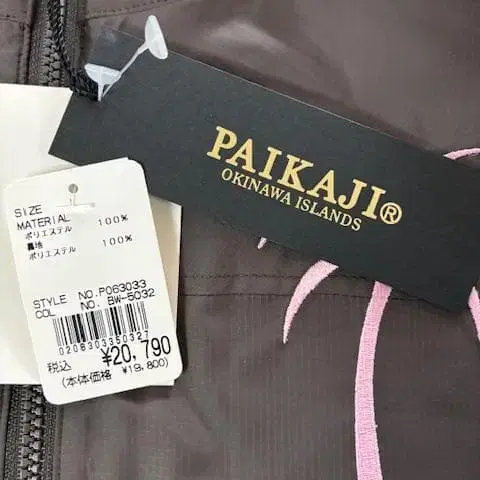 PAIKAJI®
OKINAWA ISLANDS
SIZE
MATERIAL
ポリエステル 100%
裏地
ポリエステル 100%
STYLE NO.P063033
COL NO. BW-5032
0208303350327
税込 ¥20,790
(本体価格 ¥19,800)